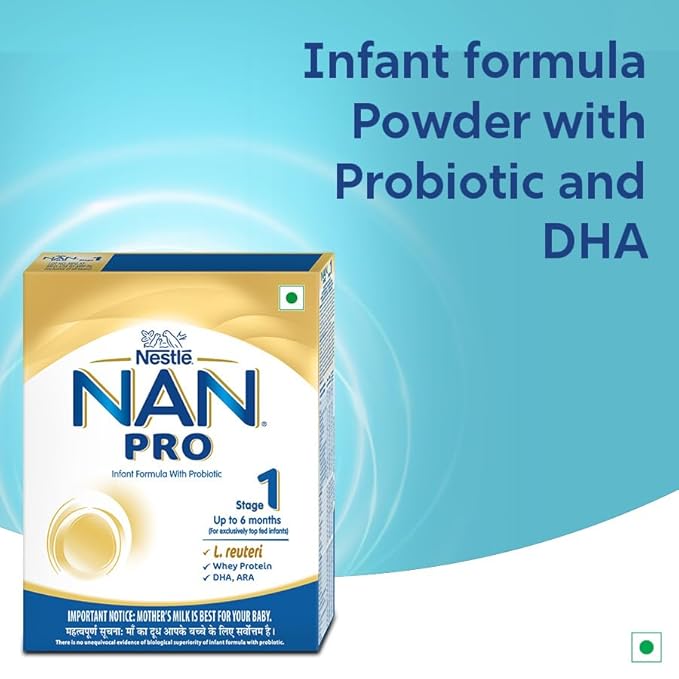 Infant formula
Powder with
Probiotic and
DHA
NAN
PRO
1
Nestlé
NAN®
PRO
Infant Formula With Probiotic
Stage 1
Up to 6 months
(For exclusively top fed infants)
✓ L. reuteri
✓ Whey Protein
✓ DHA, ARA
IMPORTANT NOTICE: MOTHER'S MILK IS BEST FOR YOUR BABY.
महत्वपूर्ण सूचना: माँ का दूध आपके बच्चे के लिए सर्वोत्तम है।
There is no unequivocal evidence of biological superiority of infant formula with probiotic.